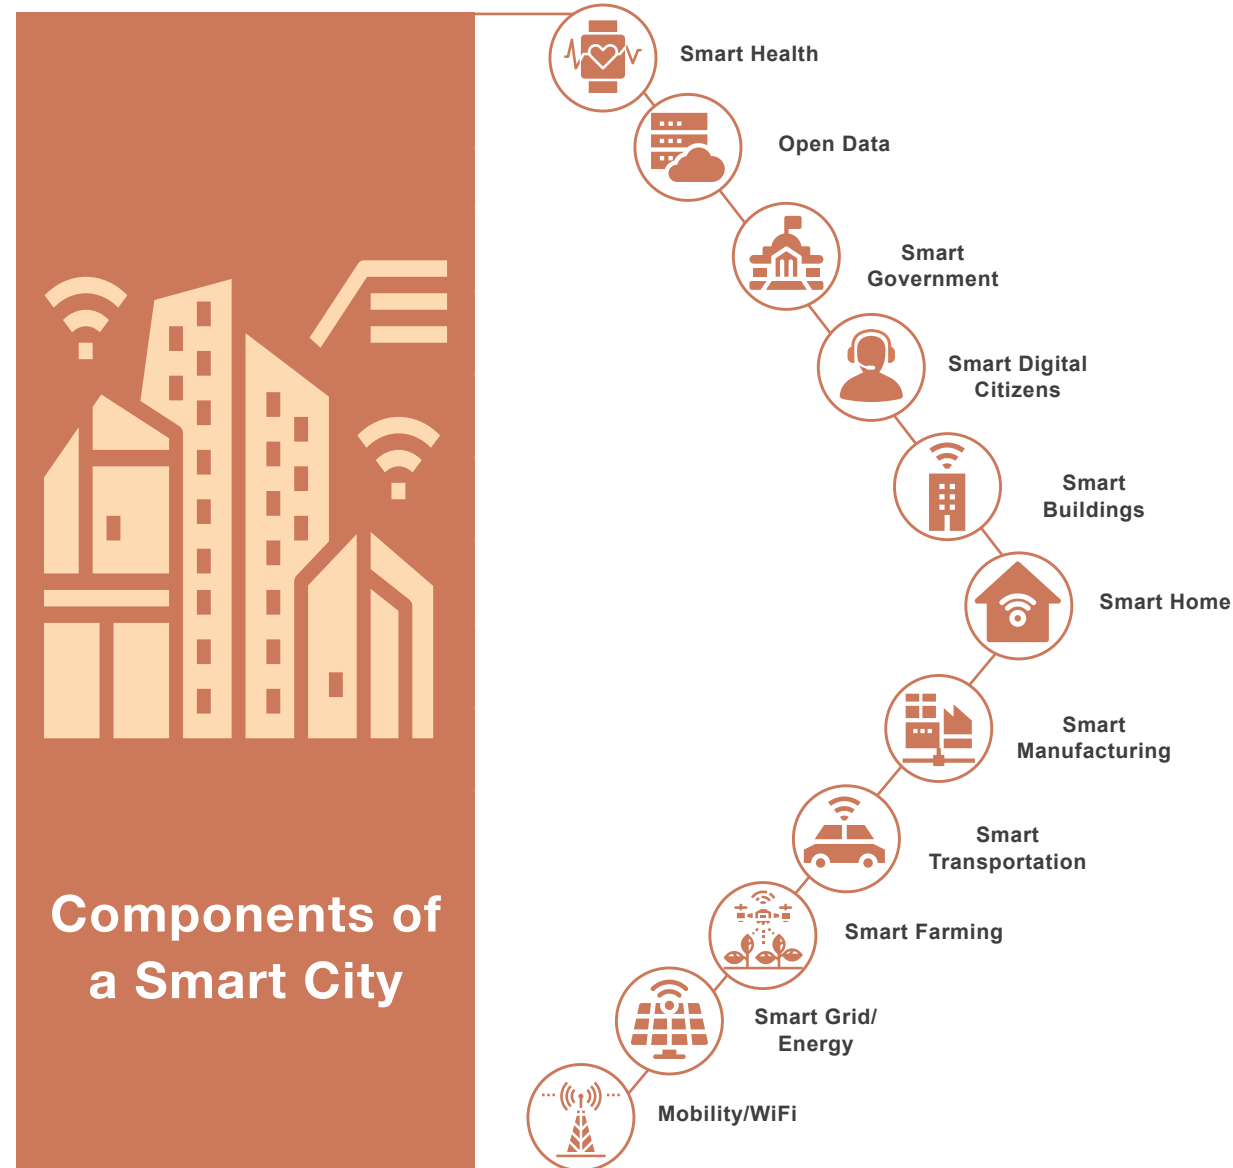 Smart Health
Open Data
Smart
Government
Smart Digital
Citizens
Smart
Buildings
Smart Home
Smart
Manufacturing
Smart
Transportation
Smart Farming
Smart Grid/
Energy
Mobility/WiFi
Components of
a Smart City